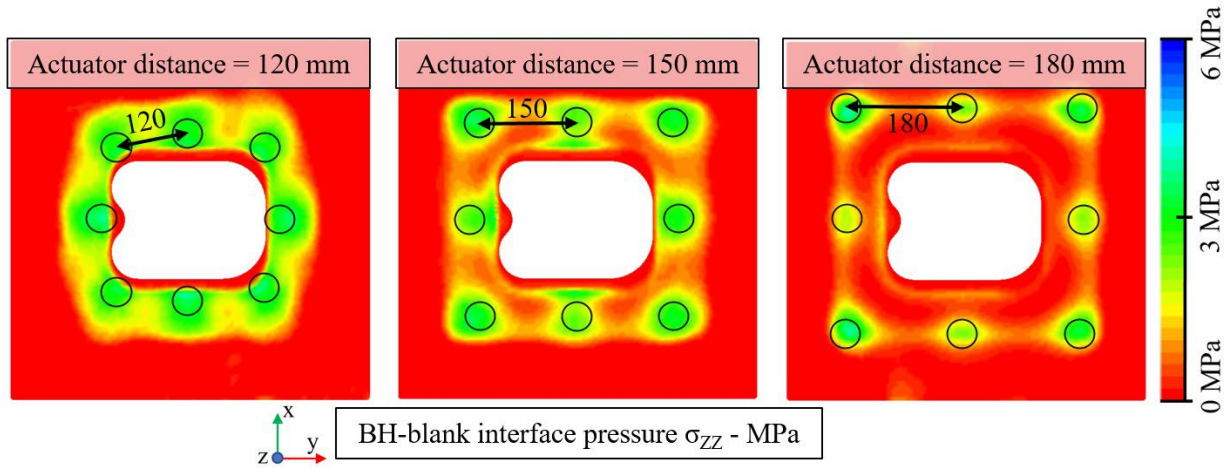 Actuator distance = 120 mm
Actuator distance = 150 mm
Actuator distance = 180 mm
120
150
180
6 MPa
3 MPa
0 MPa
x
z
y
BH-blank interface pressure σZZ - MPa